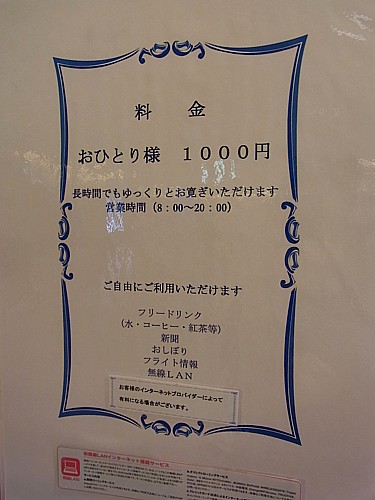 料　金
おひとり様　１０００円
長時間でもゆっくりとお寛ぎいただけます
営業時間（８：００～２０：００）
ご自由にご利用いただけます
フリードリンク
（水・コーヒー・紅茶等）
新聞
おしぼり
フライト情報
無線ＬＡＮ
お客様のインターネットプロバイダーによって
有料になる場合がございます。